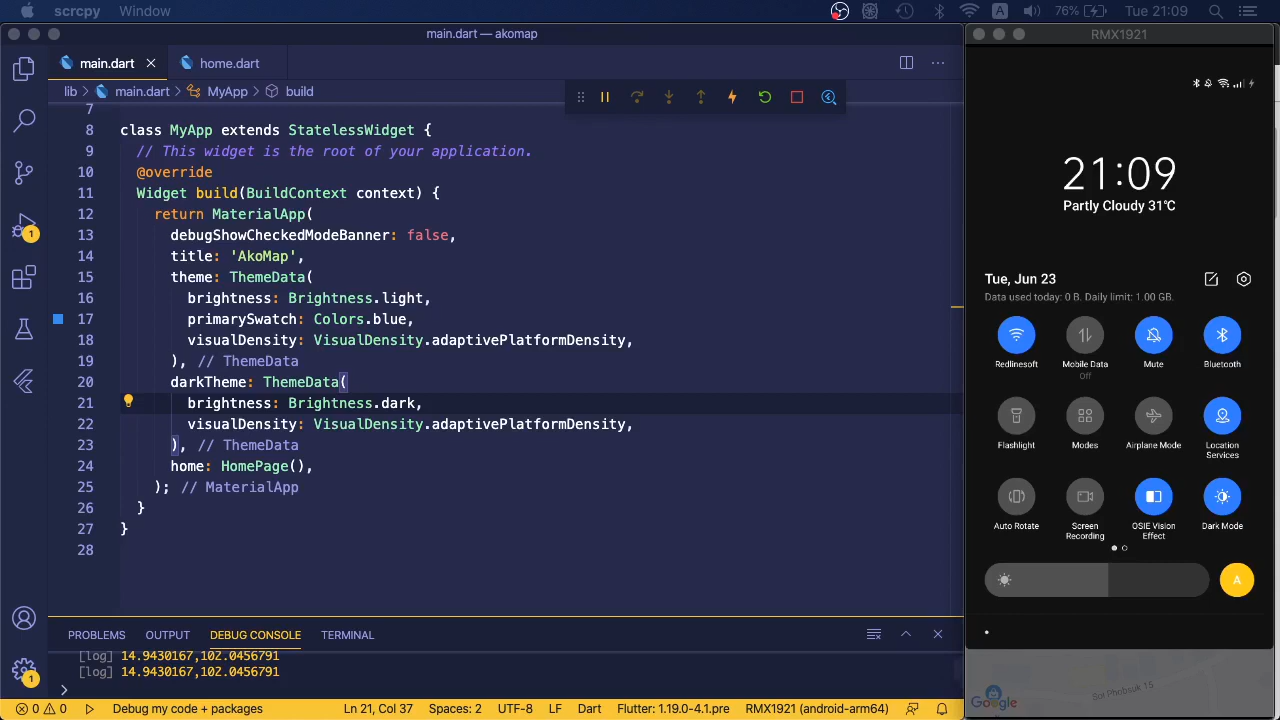 scrcpy Window
A 76% Tue 21:09
main.dart — akomap
main.dart
home.dart
lib > main.dart > MyApp > build
7
8 class MyApp extends StatelessWidget {
9 // This widget is the root of your application.
10 @override
11 Widget build(BuildContext context) {
12 return MaterialApp(
13 debugShowCheckedModeBanner: false,
14 title: 'AkoMap',
15 theme: ThemeData(
16 brightness: Brightness.light,
17 primarySwatch: Colors.blue,
18 visualDensity: VisualDensity.adaptivePlatformDensity,
19 ), // ThemeData
20 darkTheme: ThemeData(
21 brightness: Brightness.dark,
22 visualDensity: VisualDensity.adaptivePlatformDensity,
23 ), // ThemeData
24 home: HomePage(),
25 ); // MaterialApp
26 }
27 }
28
1
1
PROBLEMS OUTPUT DEBUG CONSOLE TERMINAL
[log] 14.9430167,102.0456791
[log] 14.9430167,102.0456791
>
0 0 Debug my code + packages Ln 21, Col 37 Spaces: 2 UTF-8 LF Dart Flutter: 1.19.0-4.1.pre RMX1921 (android-arm64)
RMX1921
21:09
Partly Cloudy 31℃
Tue, Jun 23
Data used today: 0 B. Daily limit: 1.00 GB.
Redlinesoft
Mobile Data
Off
Mute
Bluetooth
Flashlight
Modes
Airplane Mode
Location
Services
Auto Rotate
Screen
Recording
OSIE Vision
Effect
Dark Mode
A
Soi Phobsuk 15
Google